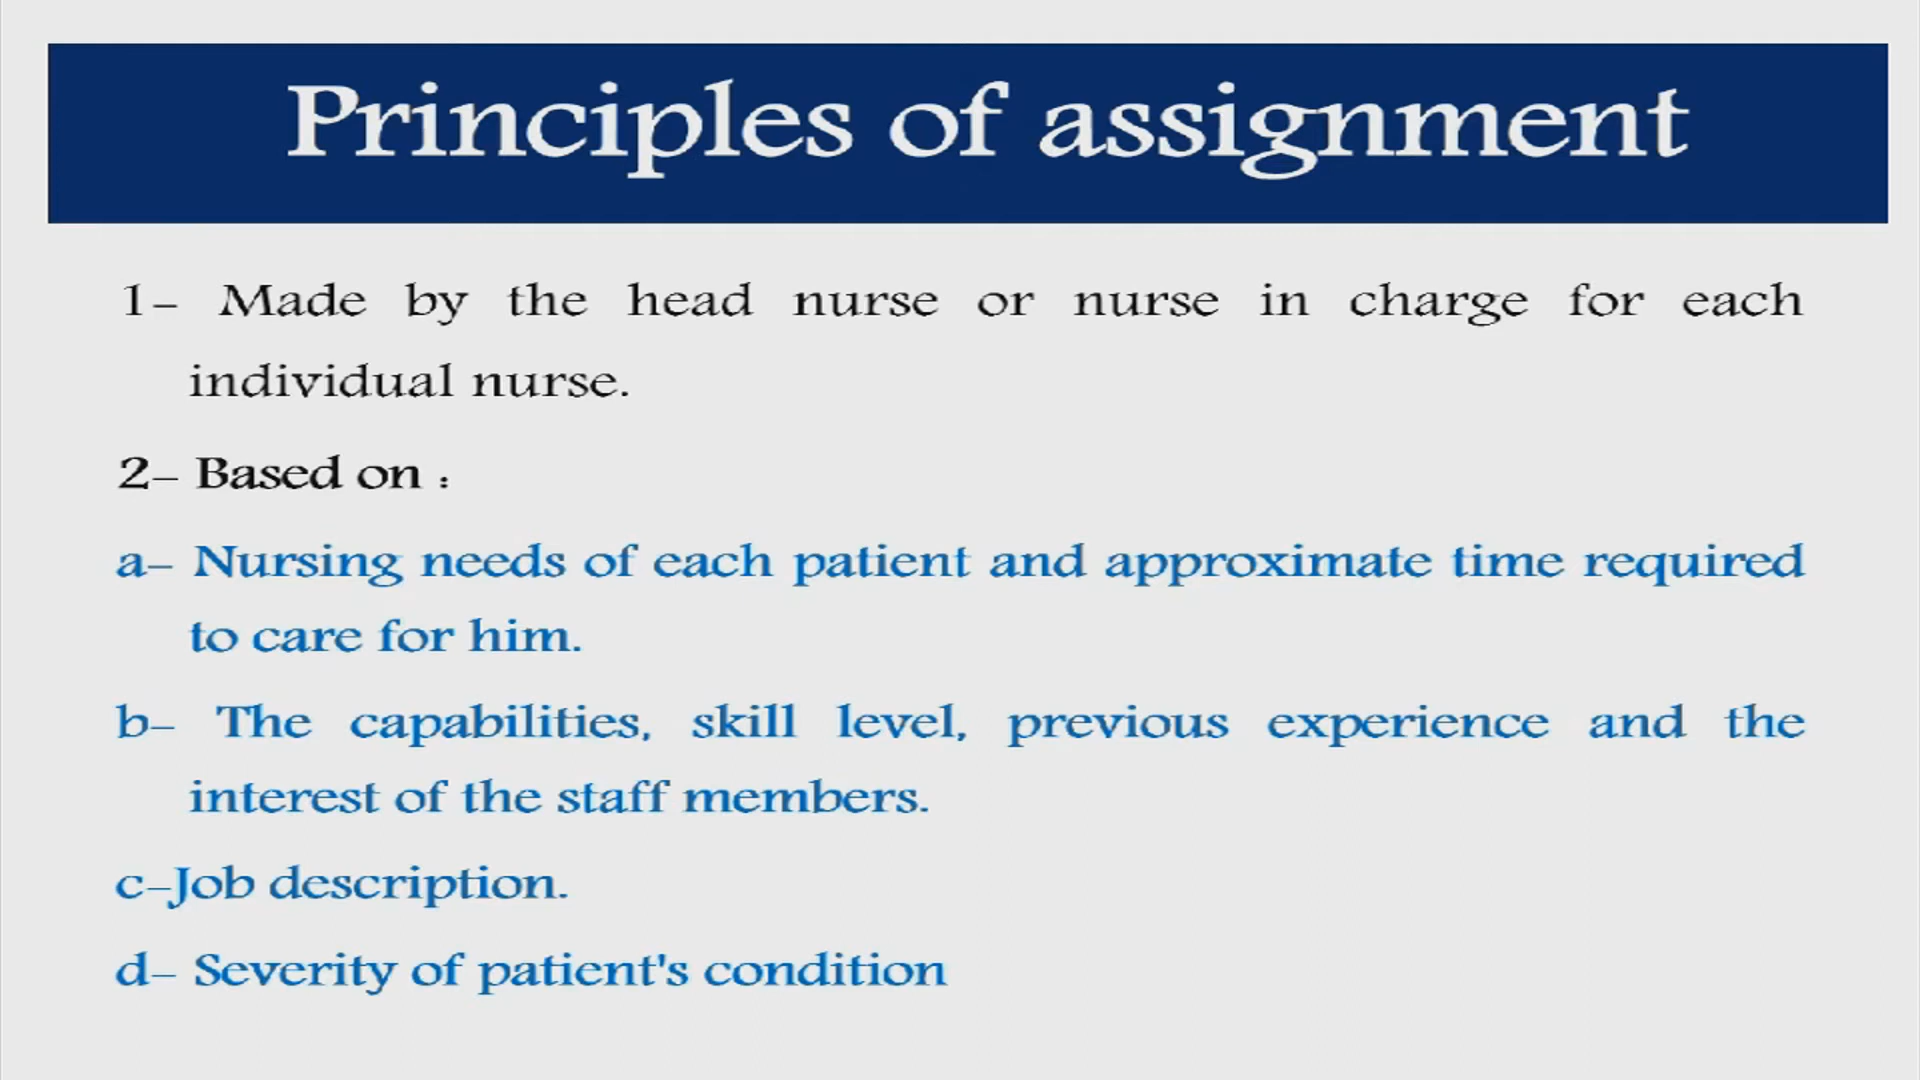 Principles of assignment
1- Made by the head nurse or nurse in charge for each
individual nurse.
2- Based on :
a- Nursing needs of each patient and approximate time required
to care for him.
b- The capabilities, skill level, previous experience and the
interest of the staff members.
c-Job description.
d- Severity of patient's condition